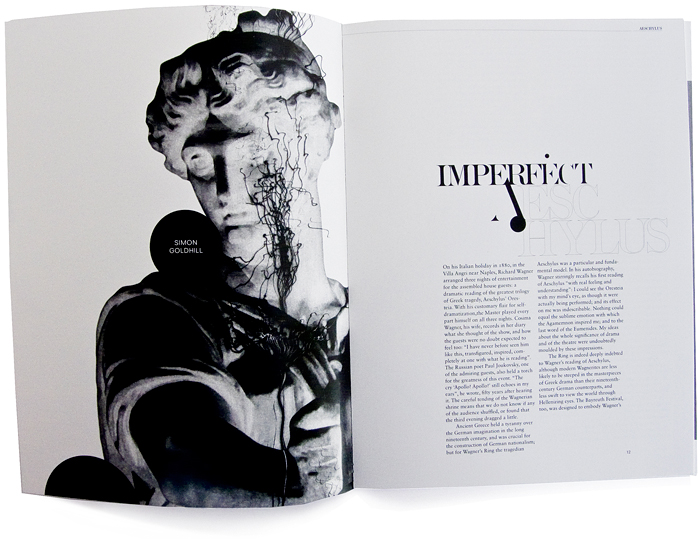 SIMON
GOLDHILL
AESCHYLUS
IMPERFECT
AESC
HYLUS
On his Italian holiday in 1880, in the
Villa Angri near Naples, Richard Wagner
arranged three nights of entertainment
for the assembled house guests: a
dramatic reading of the greatest trilogy
of Greek tragedy, Aeschylus' Ores-
teia. With his customary flair for self-
dramatization, the Master played every
part himself on all three nights. Cosima
Wagner, his wife, records in her diary
what she thought of the show, and how
the guests were no doubt expected to
feel too: "I have never before seen him
like this, transfigured, inspired, com-
pletely at one with what he is reading".
The Russian poet Paul Joukovsky, one
of the admiring guests, also held a torch
for the greatness of this event. "The
cry 'Apollo! Apollo!' still echoes in my
ears", he wrote, fifty years after hearing
it. The careful tending of the Wagnerian
shrine means that we do not know if any
of the audience shuffled, or found that
the third evening dragged a little.
Ancient Greece held a tyranny over
the German imagination in the long
nineteenth century, and was crucial for
the construction of German nationalism;
but for Wagner's Ring the tragedian
Aeschylus was a particular and funda-
mental model. In his autobiography,
Wagner strongly recalls his first reading
of Aeschylus "with real feeling and
understanding": I could see the Oresteia
with my mind's eye, as though it were
actually being performed; and its effect
on me was indescribable. Nothing could
equal the sublime emotion with which
the Agamemnon inspired me; and to the
last word of the Eumenides. My ideas
about the whole significance of drama
and of the theatre were undoubtedly
moulded by these impressions.
The Ring is indeed deeply indebted
to Wagner's reading of Aeschylus,
although modern Wagnerites are less
likely to be steeped in the masterpieces
of Greek drama than their nineteenth-
century German counterparts, and
less swift to view the world through
Hellenizing eyes. The Bayreuth Festival,
too, was designed to embody Wagner's